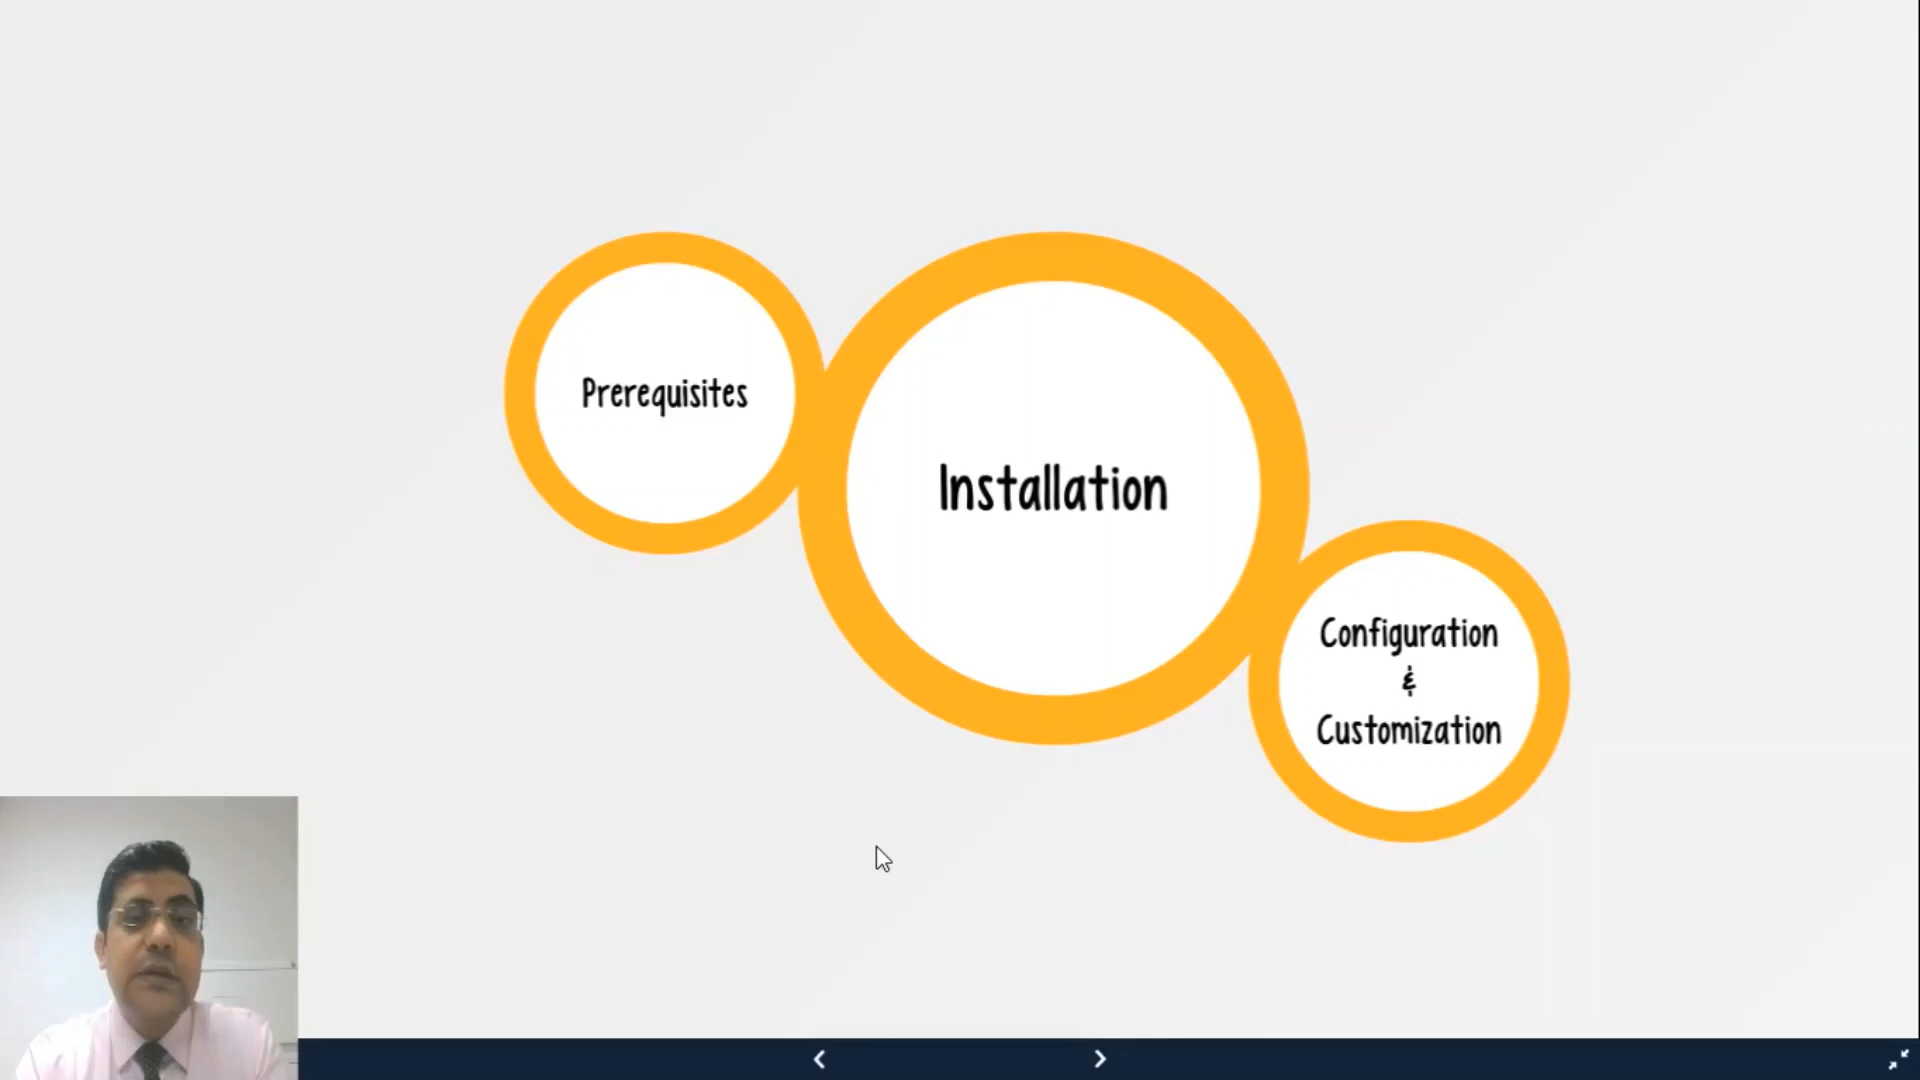 Prerequisites
Installation
Configuration
&
Customization